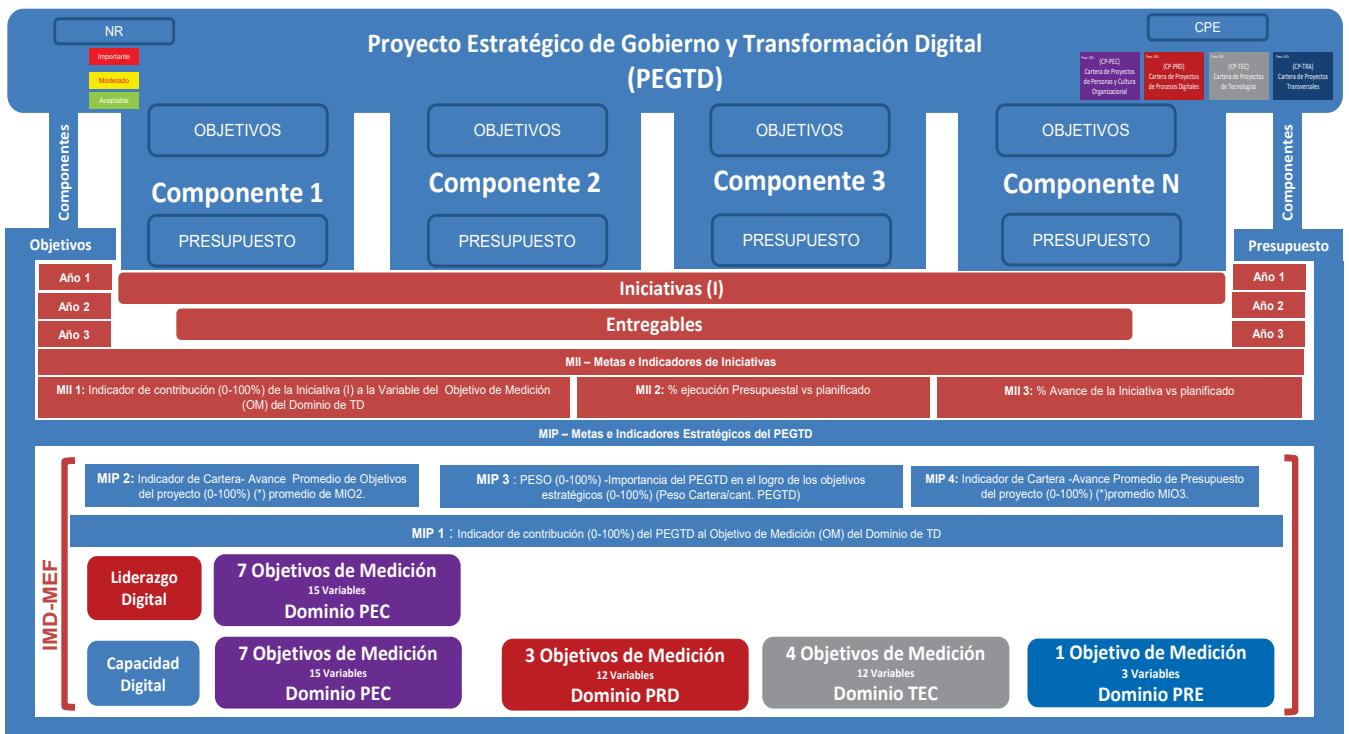 NR
Importante
Moderado
Aceptable
Proyecto Estratégico de Gobierno y Transformación Digital
(PEGTD)
CPE
(CP-PEC)
Cartera de Proyectos
de Personas y Cultura
Organizacional
(CP-PRD)
Cartera de Proyectos
de Procesos Digitales
(CP-TEC)
Cartera de Proyectos
de Tecnologías
(CP-TRA)
Cartera de Proyectos
Transversales
Componentes
OBJETIVOS
Componente 1
PRESUPUESTO
OBJETIVOS
Componente 2
PRESUPUESTO
OBJETIVOS
Componente 3
PRESUPUESTO
OBJETIVOS
Componente N
PRESUPUESTO
Componentes
Objetivos
Año 1
Año 2
Año 3
Presupuesto
Año 1
Año 2
Año 3
Iniciativas (I)
Entregables
MII – Metas e Indicadores de Iniciativas
MII 1: Indicador de contribución (0-100%) de la Iniciativa (I) a la Variable del Objetivo de Medición
(OM) del Dominio de TD
MII 2: % ejecución Presupuestal vs planificado
MII 3: % Avance de la Iniciativa vs planificado
MIP – Metas e Indicadores Estratégicos del PEGTD
IMD-MEF
MIP 2: Indicador de Cartera- Avance Promedio de Objetivos
del proyecto (0-100%) (*) promedio de MIO2.
MIP 3 : PESO (0-100%) -Importancia del PEGTD en el logro de los objetivos
estratégicos (0-100%) (Peso Cartera/cant. PEGTD)
MIP 4: Indicador de Cartera -Avance Promedio de Presupuesto
del proyecto (0-100%) (*)promedio MIO3.
MIP 1 : Indicador de contribución (0-100%) del PEGTD al Objetivo de Medición (OM) del Dominio de TD
Liderazgo
Digital
7 Objetivos de Medición
15 Variables
Dominio PEC
Capacidad
Digital
7 Objetivos de Medición
15 Variables
Dominio PEC
3 Objetivos de Medición
12 Variables
Dominio PRD
4 Objetivos de Medición
12 Variables
Dominio TEC
1 Objetivo de Medición
3 Variables
Dominio PRE